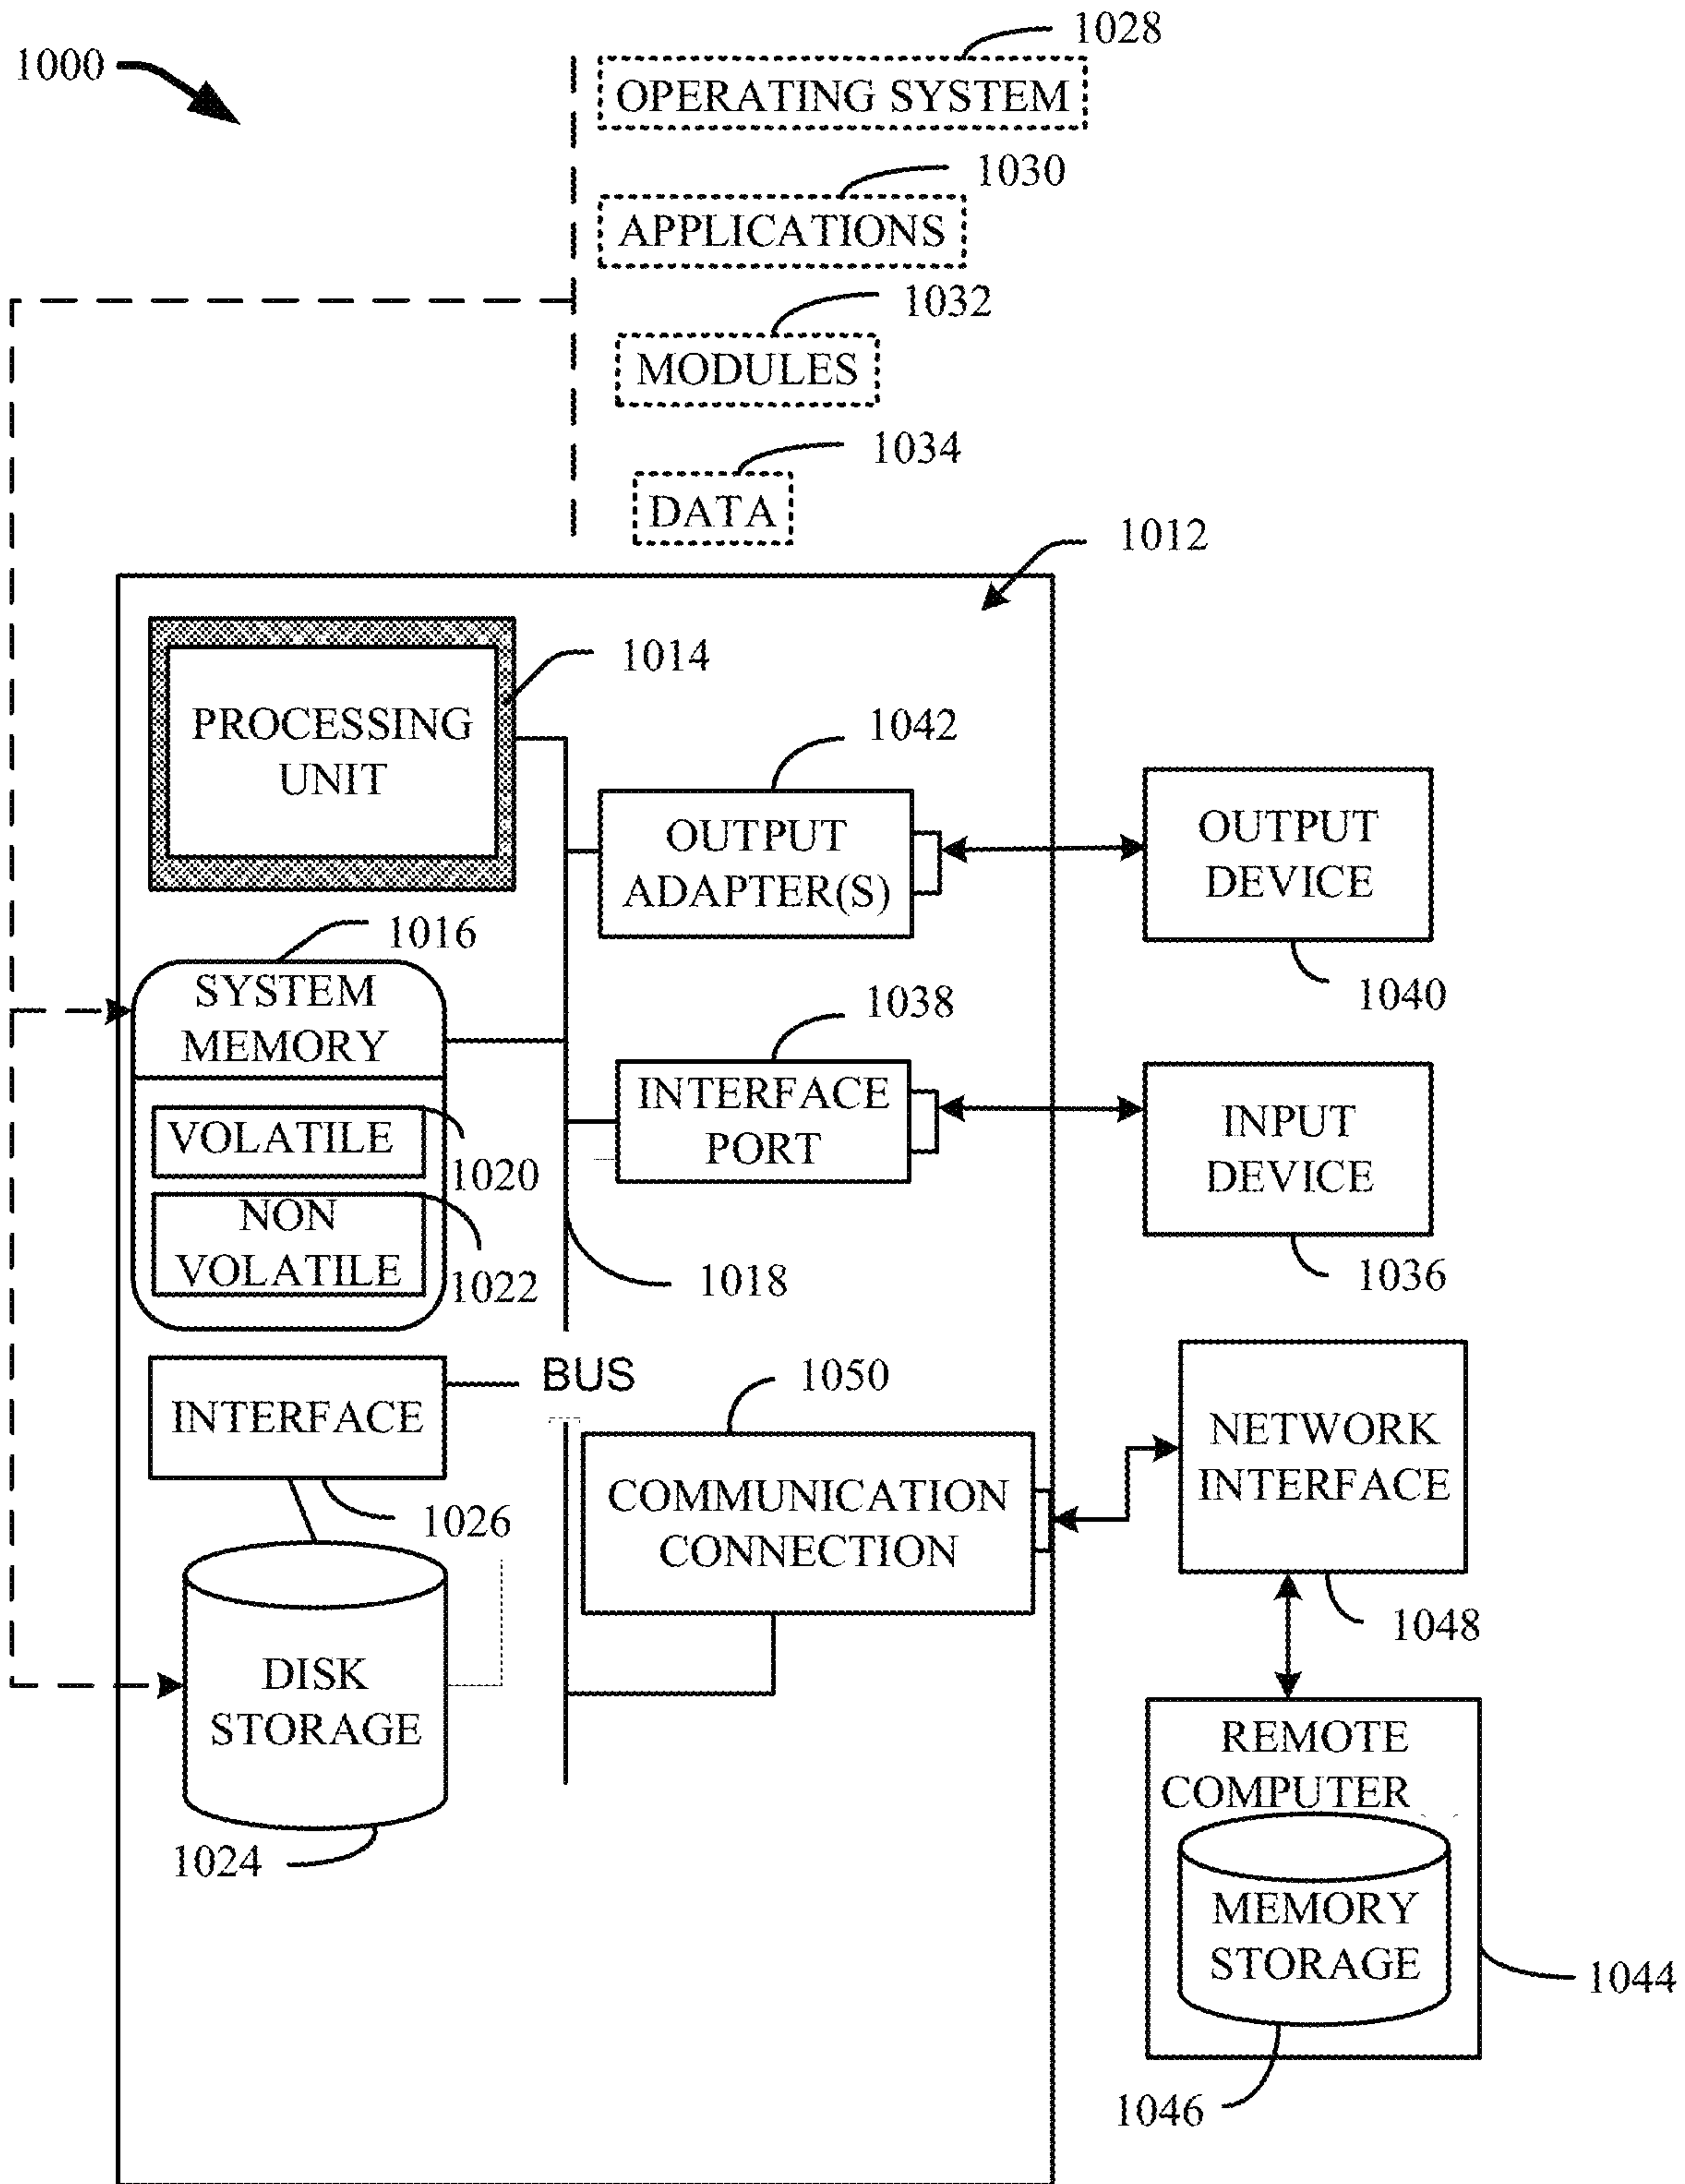 1028
1000
OPERATING SYSTEM
1030
APPLICATIONS
1032
MODULES
1034
DATA
1012
1014
PROCESSING
UNIT
1042
OUTPUT
ADAPTER(S)
OUTPUT
DEVICE
1040
1016
SYSTEM
MEMORY
1038
INTERFACE
PORT
INPUT
DEVICE
1036
VOLATILE
1020
NON
VOLATILE
1022
1018
BUS
INTERFACE
1026
1050
COMMUNICATION
CONNECTION
NETWORK
INTERFACE
1048
DISK
STORAGE
1024
REMOTE
COMPUTER
MEMORY
STORAGE
1044
1046